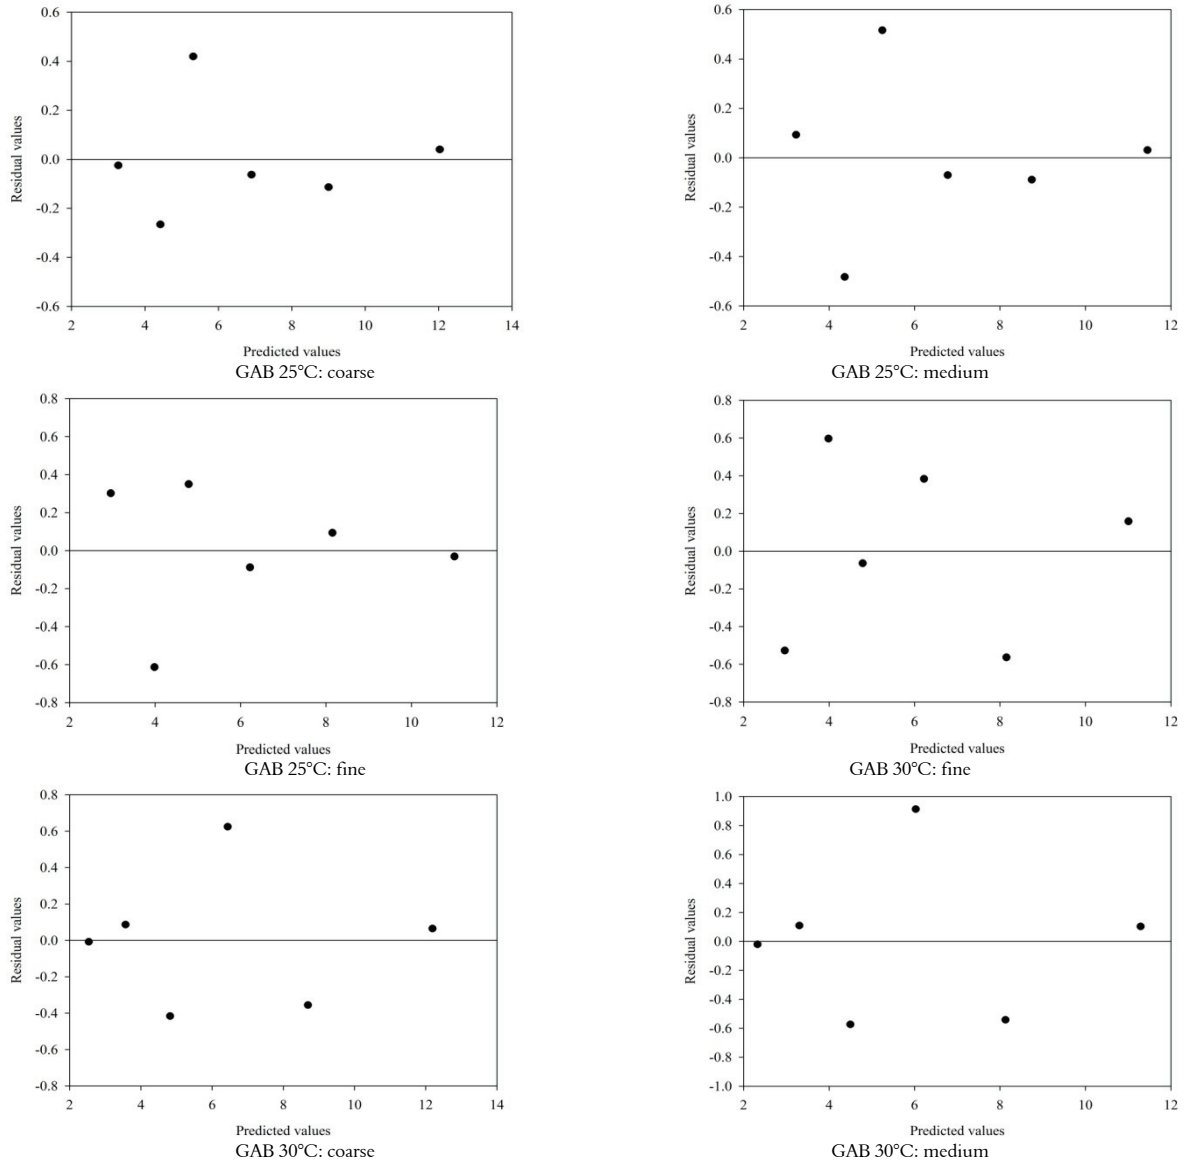 0.6
0.4
0.2
0.0
-0.2
-0.4
-0.6
Residual values
2 4 6 8 10 12 14
Predicted values
GAB 25°C: coarse
0.6
0.4
0.2
0.0
-0.2
-0.4
-0.6
Residual values
2 4 6 8 10 12
Predicted values
GAB 25°C: medium
0.8
0.6
0.4
0.2
0.0
-0.2
-0.4
-0.6
-0.8
Residual values
2 4 6 8 10 12
Predicted values
GAB 25°C: fine
0.8
0.6
0.4
0.2
0.0
-0.2
-0.4
-0.6
-0.8
Residual values
2 4 6 8 10 12
Predicted values
GAB 30°C: fine
0.8
0.6
0.4
0.2
0.0
-0.2
-0.4
-0.6
-0.8
Residual values
2 4 6 8 10 12 14
Predicted values
GAB 30°C: coarse
1.0
0.8
0.6
0.4
0.2
0.0
-0.2
-0.4
-0.6
-0.8
-1.0
Residual values
2 4 6 8 10 12
Predicted values
GAB 30°C: medium